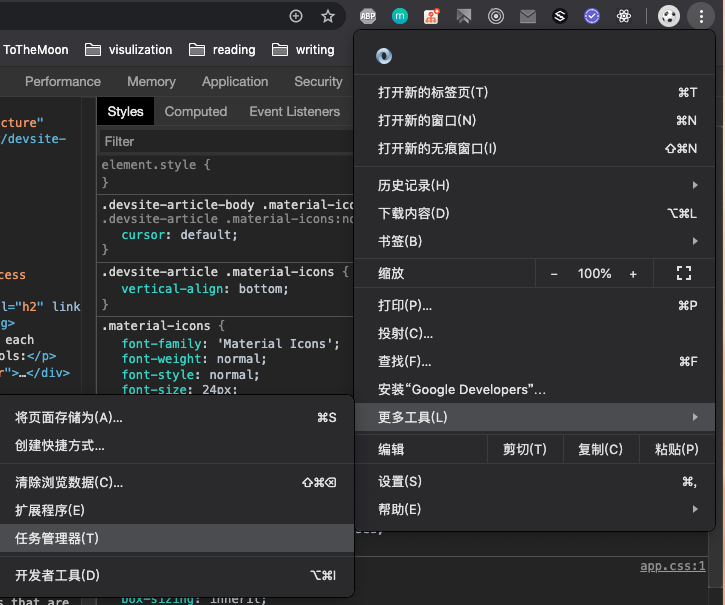 ABP
m
S
ToTheMoon
visulization
reading
writing
Performance
Memory
Application
Security
Styles
Computed
Event Listeners
Filter
element.style {
}
.devsite-article-body .material-ico
.devsite-article .material-icons:no
cursor: default;
}
.devsite-article .material-icons {
vertical-align: bottom;
}
.material-icons {
font-family: 'Material Icons';
font-weight: normal;
font-style: normal;
font-size: 24px;
cture"
/devsite-
cess
l="h2" link
g>
each
ols:</p>
r">…</div>
打开新的标签页(T) ⌘T
打开新的窗口(N) ⌘N
打开新的无痕窗口(I) ⇧⌘N
历史记录(H)
下载内容(D) ⌥⌘L
书签(B)
缩放 − 100% +
打印(P)... ⌘P
投射(C)...
查找(F)... ⌘F
安装“Google Developers”...
更多工具(L)
编辑 剪切(T) 复制(C) 粘贴(P)
设置(S) ⌘,
帮助(E)
将页面存储为(A)... ⌘S
创建快捷方式...
清除浏览数据(C)... ⇧⌘⌫
扩展程序(E)
任务管理器(T)
开发者工具(D) ⌥⌘I
app.css:1
box-sizing: inherit;
s that are